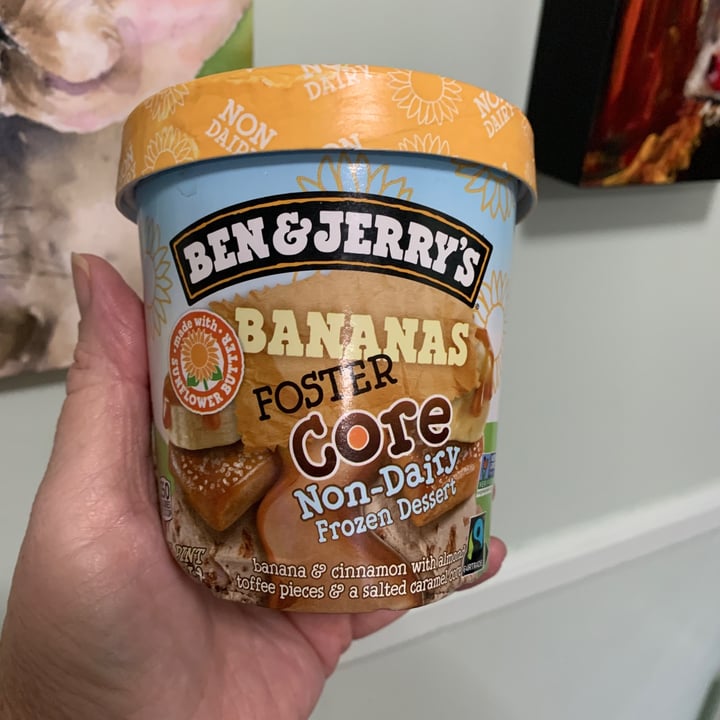 NON
DAIRY
NON
DAIRY
NON
DAIRY
BEN & JERRY'S
made with
SUNFLOWER BUTTER
BANANAS
FOSTER
Core
Non-Dairy
Frozen Dessert
banana & cinnamon with almond
toffee pieces & a salted caramel core
PINT
FAIRTRADE